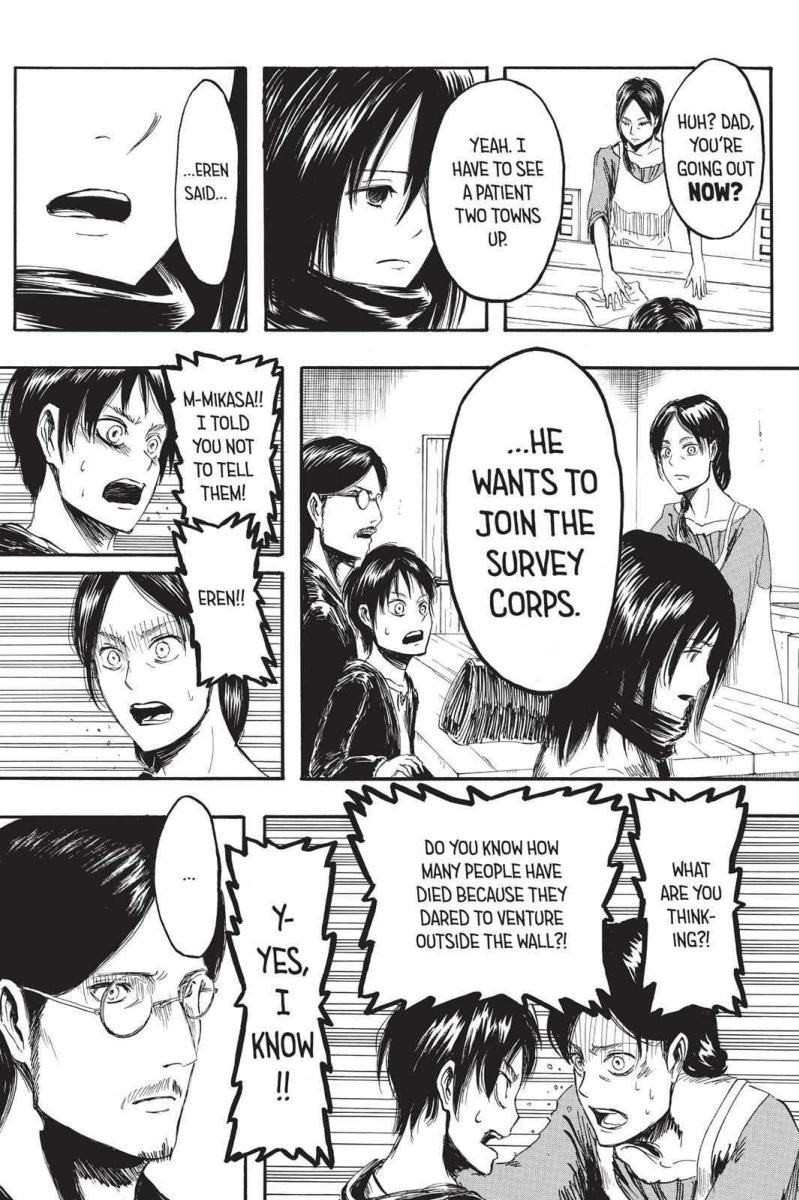 HUH? DAD,
YOU'RE
GOING OUT
NOW?
YEAH. I
HAVE TO SEE
A PATIENT
TWO TOWNS
UP.
...EREN
SAID...
...HE
WANTS TO
JOIN THE
SURVEY
CORPS.
M-MIKASA!!
I TOLD
YOU NOT
TO TELL
THEM!
EREN!!
WHAT
ARE YOU
THINK-
ING?!
DO YOU KNOW HOW
MANY PEOPLE HAVE
DIED BECAUSE THEY
DARED TO VENTURE
OUTSIDE THE WALL?!
Y-
YES,
I
KNOW
!!
...